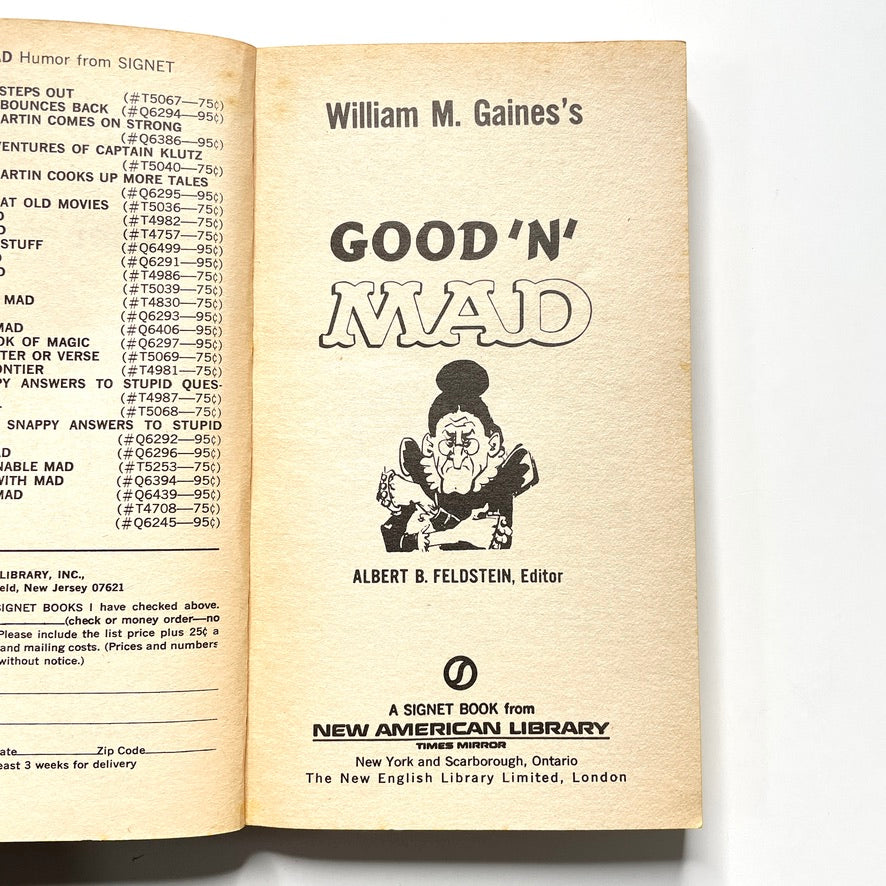 AD Humor from SIGNET
STEPS OUT (#T5067—75¢)
BOUNCES BACK (#Q6294—95¢)
ARTIN COMES ON STRONG
(#Q6386—95¢)
VENTURES OF CAPTAIN KLUTZ
(#T5040—75¢)
ARTIN COOKS UP MORE TALES
(#Q6295—95¢)
AT OLD MOVIES (#T5036—75¢)
D (#T4982—75¢)
D (#T4757—75¢)
STUFF (#Q6499—95¢)
D (#Q6291—95¢)
D (#T4986—75¢)
(#T5039—75¢)
MAD (#T4830—75¢)
(#Q6293—95¢)
MAD (#Q6406—95¢)
OK OF MAGIC (#Q6297—95¢)
TER OR VERSE (#T5069—75¢)
ONTIER (#T4981—75¢)
PY ANSWERS TO STUPID QUES-
(#T4987—75¢)
T (#T5068—75¢)
SNAPPY ANSWERS TO STUPID
(#Q6292—95¢)
AD (#Q6296—95¢)
NABLE MAD (#T5253—75¢)
WITH MAD (#Q6394—95¢)
MAD (#Q6439—95¢)
(#T4708—75¢)
(#Q6245—95¢)
LIBRARY, INC.,
eld, New Jersey 07621
SIGNET BOOKS I have checked above.
(check or money order—no
Please include the list price plus 25¢ a
and mailing costs. (Prices and numbers
without notice.)
ate Zip Code
east 3 weeks for delivery
William M. Gaines's
GOOD 'N'
MAD
ALBERT B. FELDSTEIN, Editor
A SIGNET BOOK from
NEW AMERICAN LIBRARY
TIMES MIRROR
New York and Scarborough, Ontario
The New English Library Limited, London